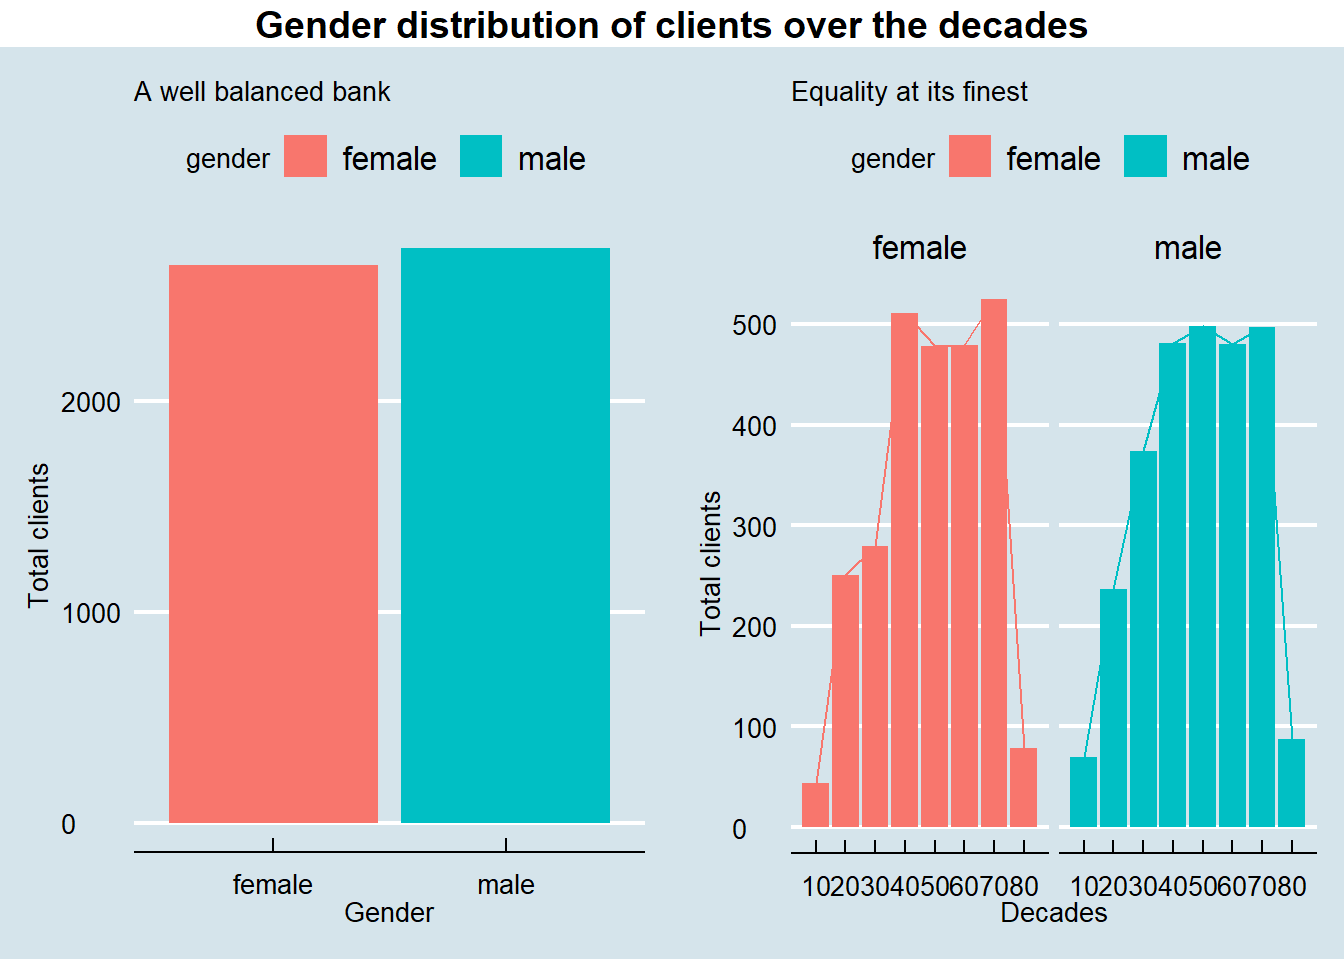 Gender distribution of clients over the decades
A well balanced bank
gender female male
2000
1000
0
Total clients
female male
Gender
Equality at its finest
gender female male
female male
500
400
300
200
100
0
Total clients
1020304050607080 1020304050607080
Decades